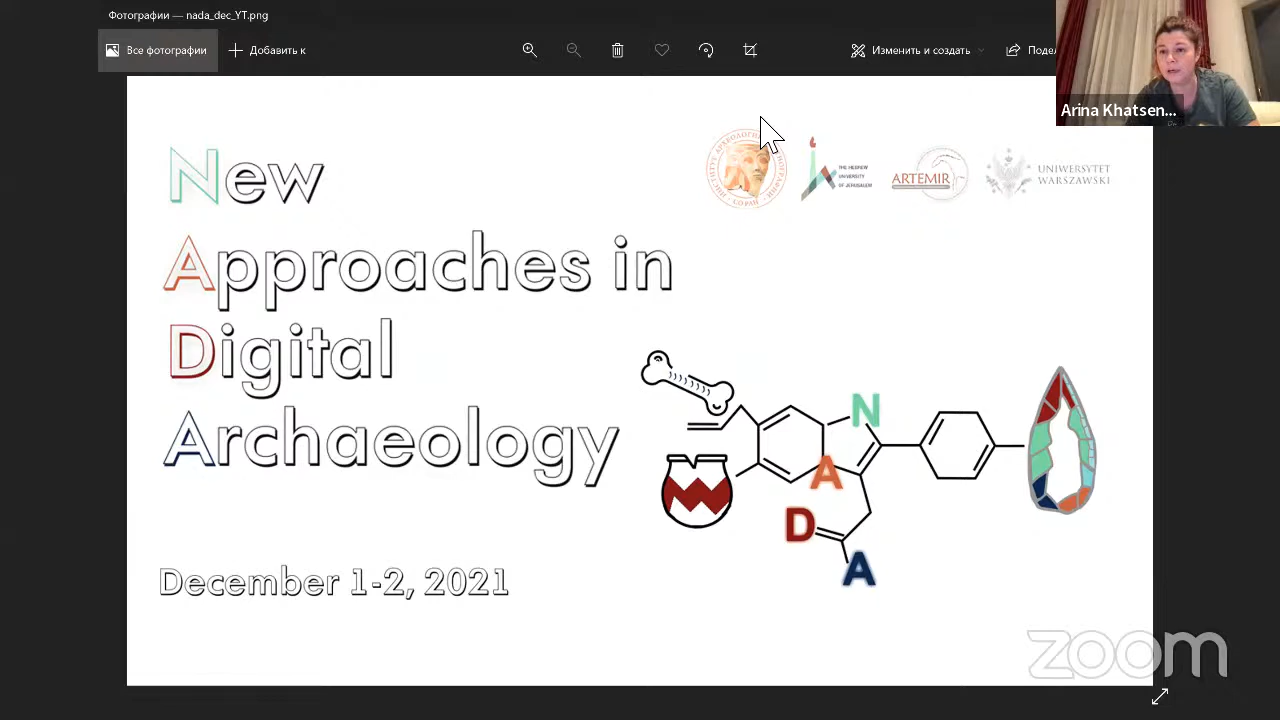 Фотографии — nada_dec_YT.png
Все фотографии
Добавить к
Изменить и создать
Подел
Arina Khatsen...
New
Approaches in
Digital
Archaeology
December 1-2, 2021
THE HEBREW
UNIVERSITY
OF JERUSALEM
ARTEMIR
UNIWERSYTET
WARSZAWSKI
N
A
D
A
zoom